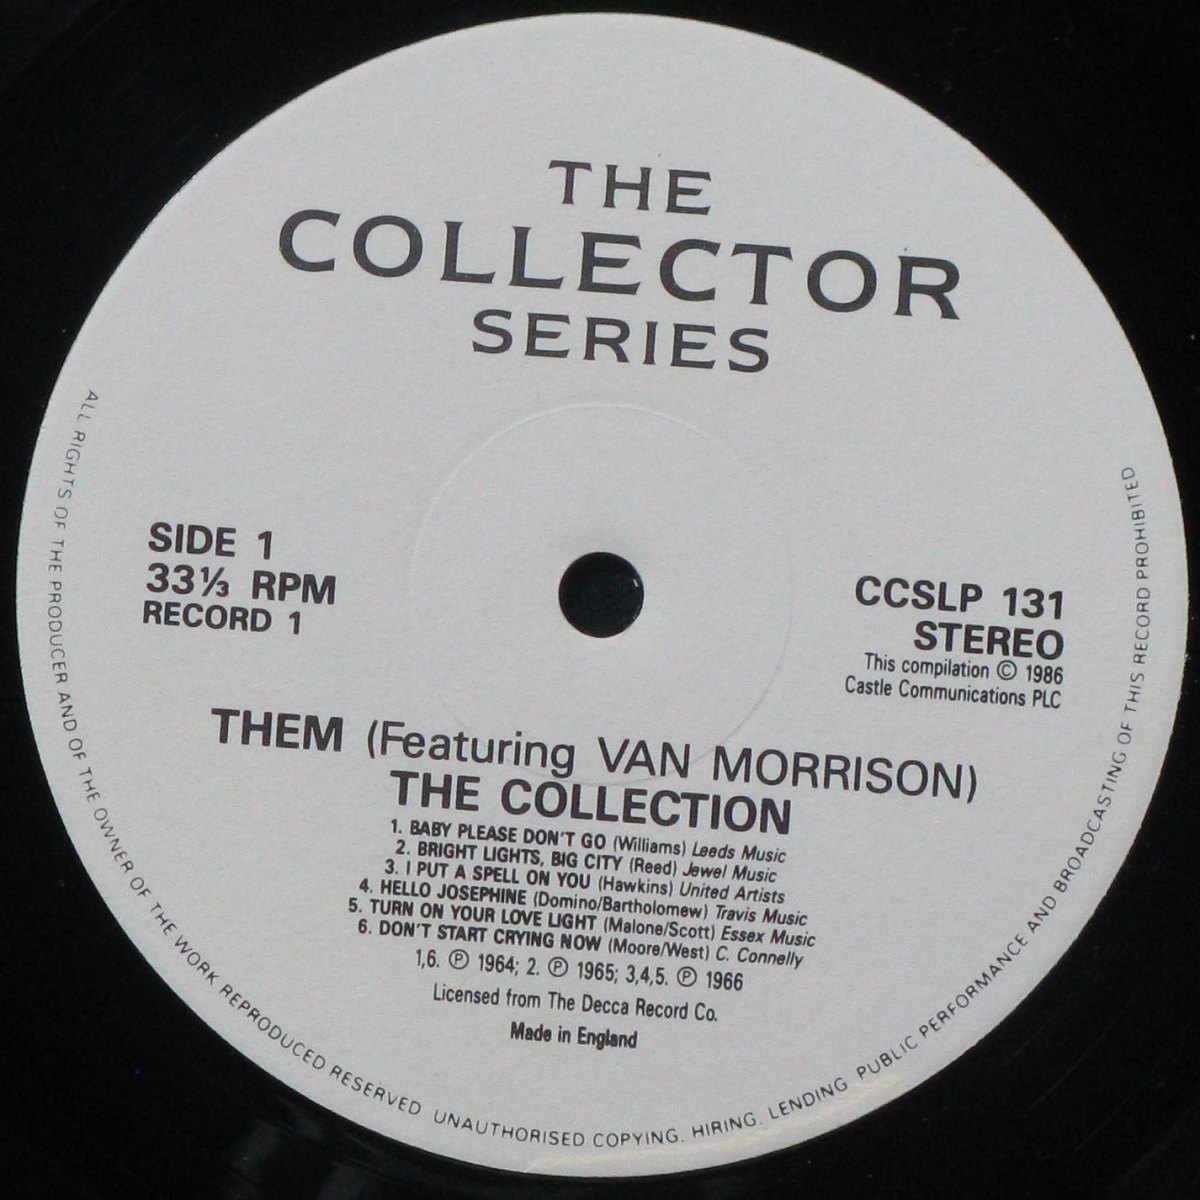 THE
COLLECTOR
SERIES
SIDE 1
33⅓ RPM
RECORD 1
CCSLP 131
STEREO
This compilation © 1986
Castle Communications PLC
THEM (Featuring VAN MORRISON)
THE COLLECTION
1. BABY PLEASE DON'T GO (Williams) Leeds Music
2. BRIGHT LIGHTS, BIG CITY (Reed) Jewel Music
3. I PUT A SPELL ON YOU (Hawkins) United Artists
4. HELLO JOSEPHINE (Domino/Bartholomew) Travis Music
5. TURN ON YOUR LOVE LIGHT (Malone/Scott) Essex Music
6. DON'T START CRYING NOW (Moore/West) C. Connelly
1,6. ℗ 1964; 2. ℗ 1965; 3,4,5. ℗ 1966
Licensed from The Decca Record Co.
Made in England
ALL RIGHTS OF THE PRODUCER AND OF THE OWNER OF THE WORK REPRODUCED RESERVED UNAUTHORISED COPYING, HIRING, LENDING PUBLIC PERFORMANCE AND BROADCASTING OF THIS RECORD PROHIBITED